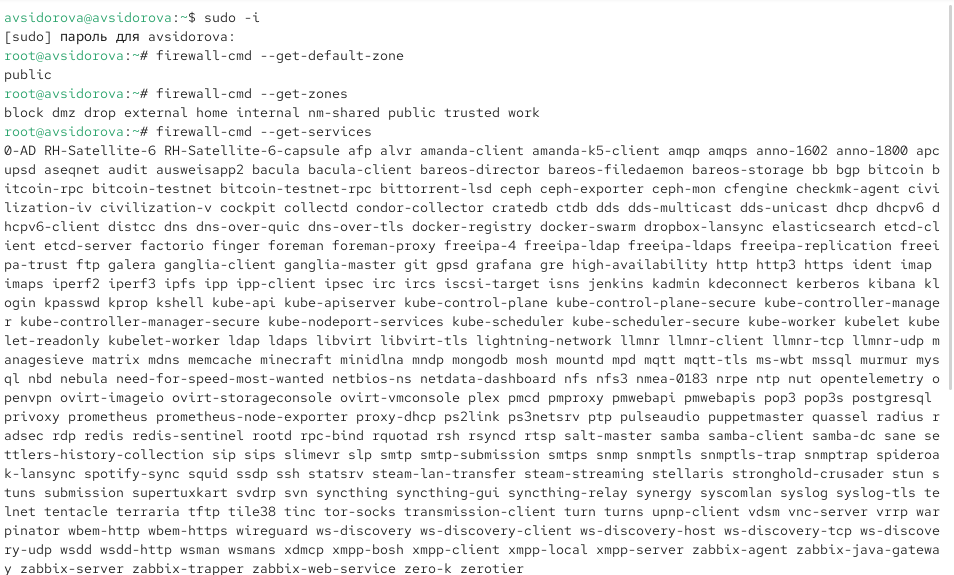 avsidorova@avsidorova:~$ sudo -i
[sudo] пароль для avsidorova:
root@avsidorova:~# firewall-cmd --get-default-zone
public
root@avsidorova:~# firewall-cmd --get-zones
block dmz drop external home internal nm-shared public trusted work
root@avsidorova:~# firewall-cmd --get-services
0-AD RH-Satellite-6 RH-Satellite-6-capsule afp alvr amanda-client amanda-k5-client amqp amqps anno-1602 anno-1800 apc
upsd aseqnet audit ausweisapp2 bacula bacula-client bareos-director bareos-filedaemon bareos-storage bb bgp bitcoin b
itcoin-rpc bitcoin-testnet bitcoin-testnet-rpc bittorrent-lsd ceph ceph-exporter ceph-mon cfengine checkmk-agent civi
lization-iv civilization-v cockpit collectd condor-collector cratedb ctdb dds dds-multicast dds-unicast dhcp dhcpv6 d
hcpv6-client distcc dns dns-over-quic dns-over-tls docker-registry docker-swarm dropbox-lansync elasticsearch etcd-cl
ient etcd-server factorio finger foreman foreman-proxy freeipa-4 freeipa-ldap freeipa-ldaps freeipa-replication freei
pa-trust ftp galera ganglia-client ganglia-master git gpsd grafana gre high-availability http http3 https ident imap
imaps iperf2 iperf3 ipfs ipp ipp-client ipsec irc ircs iscsi-target isns jenkins kadmin kdeconnect kerberos kibana kl
ogin kpasswd kprop kshell kube-api kube-apiserver kube-control-plane kube-control-plane-secure kube-controller-manage
r kube-controller-manager-secure kube-nodeport-services kube-scheduler kube-scheduler-secure kube-worker kubelet kube
let-readonly kubelet-worker ldap ldaps libvirt libvirt-tls lightning-network llmnr llmnr-client llmnr-tcp llmnr-udp m
anagesieve matrix mdns memcache minecraft minidlna mndp mongodb mosh mountd mpd mqtt mqtt-tls ms-wbt mssql murmur mys
ql nbd nebula need-for-speed-most-wanted netbios-ns netdata-dashboard nfs nfs3 nmea-0183 nrpe ntp nut opentelemetry o
penvpn ovirt-imageio ovirt-storageconsole ovirt-vmconsole plex pmcd pmproxy pmwebapi pmwebapis pop3 pop3s postgresql
privoxy prometheus prometheus-node-exporter proxy-dhcp ps2link ps3netsrv ptp pulseaudio puppetmaster quassel radius r
adsec rdp redis redis-sentinel rootd rpc-bind rquotad rsh rsyncd rtsp salt-master samba samba-client samba-dc sane se
ttlers-history-collection sip sips slimevr slp smtp smtp-submission smtps snmp snmptls snmptls-trap snmptrap spideroa
k-lansync spotify-sync squid ssdp ssh statsrv steam-lan-transfer steam-streaming stellaris stronghold-crusader stun s
tuns submission supertuxkart svdrp svn syncthing syncthing-gui syncthing-relay synergy syscomlan syslog syslog-tls te
lnet tentacle terraria tftp tile38 tinc tor-socks transmission-client turn turns upnp-client vdsm vnc-server vrrp war
pinator wbem-http wbem-https wireguard ws-discovery ws-discovery-client ws-discovery-host ws-discovery-tcp ws-discove
ry-udp wsdd wsdd-http wsman wsmans xdmcp xmpp-bosh xmpp-client xmpp-local xmpp-server zabbix-agent zabbix-java-gatewa
y zabbix-server zabbix-trapper zabbix-web-service zero-k zerotier